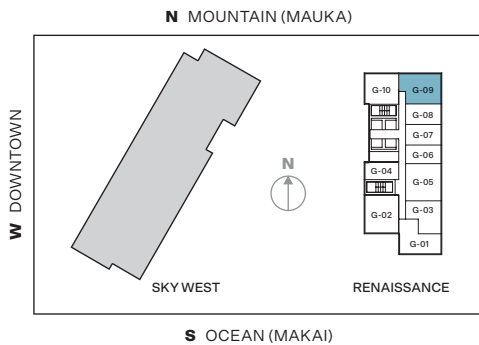 N MOUNTAIN (MAUKA)
W DOWNTOWN
N
G-10 G-09
G-08
G-07
G-06
G-04
G-05
G-02 G-03
G-01
SKY WEST RENAISSANCE
S OCEAN (MAKAI)